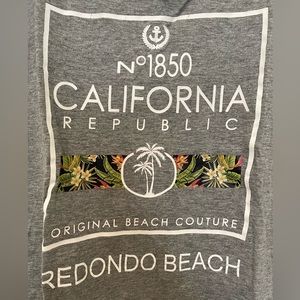 Nº1850
CALIFORNIA
REPUBLIC
ORIGINAL BEACH COUTURE
REDONDO BEACH